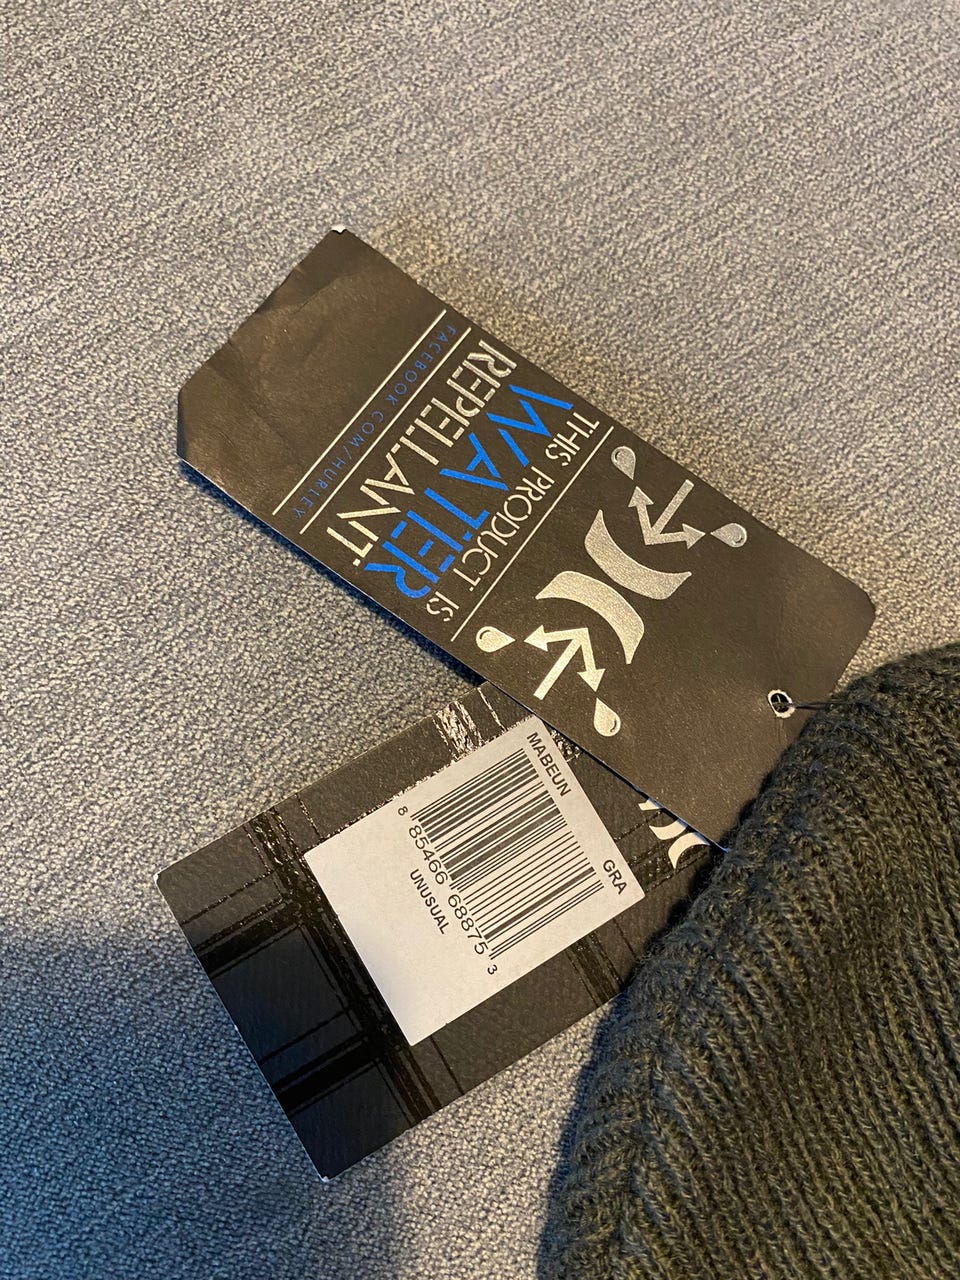 THIS PRODUCT IS
WATER
REPELLANT
FACEBOOK.COM/HURLEY
MABEUN GRA
8 85466 68875 3
UNUSUAL